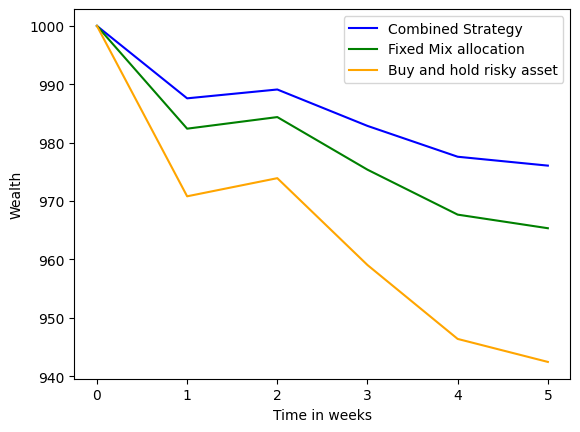 Combined Strategy
Fixed Mix allocation
Buy and hold risky asset
Wealth
1000
990
980
970
960
950
940
0 1 2 3 4 5
Time in weeks